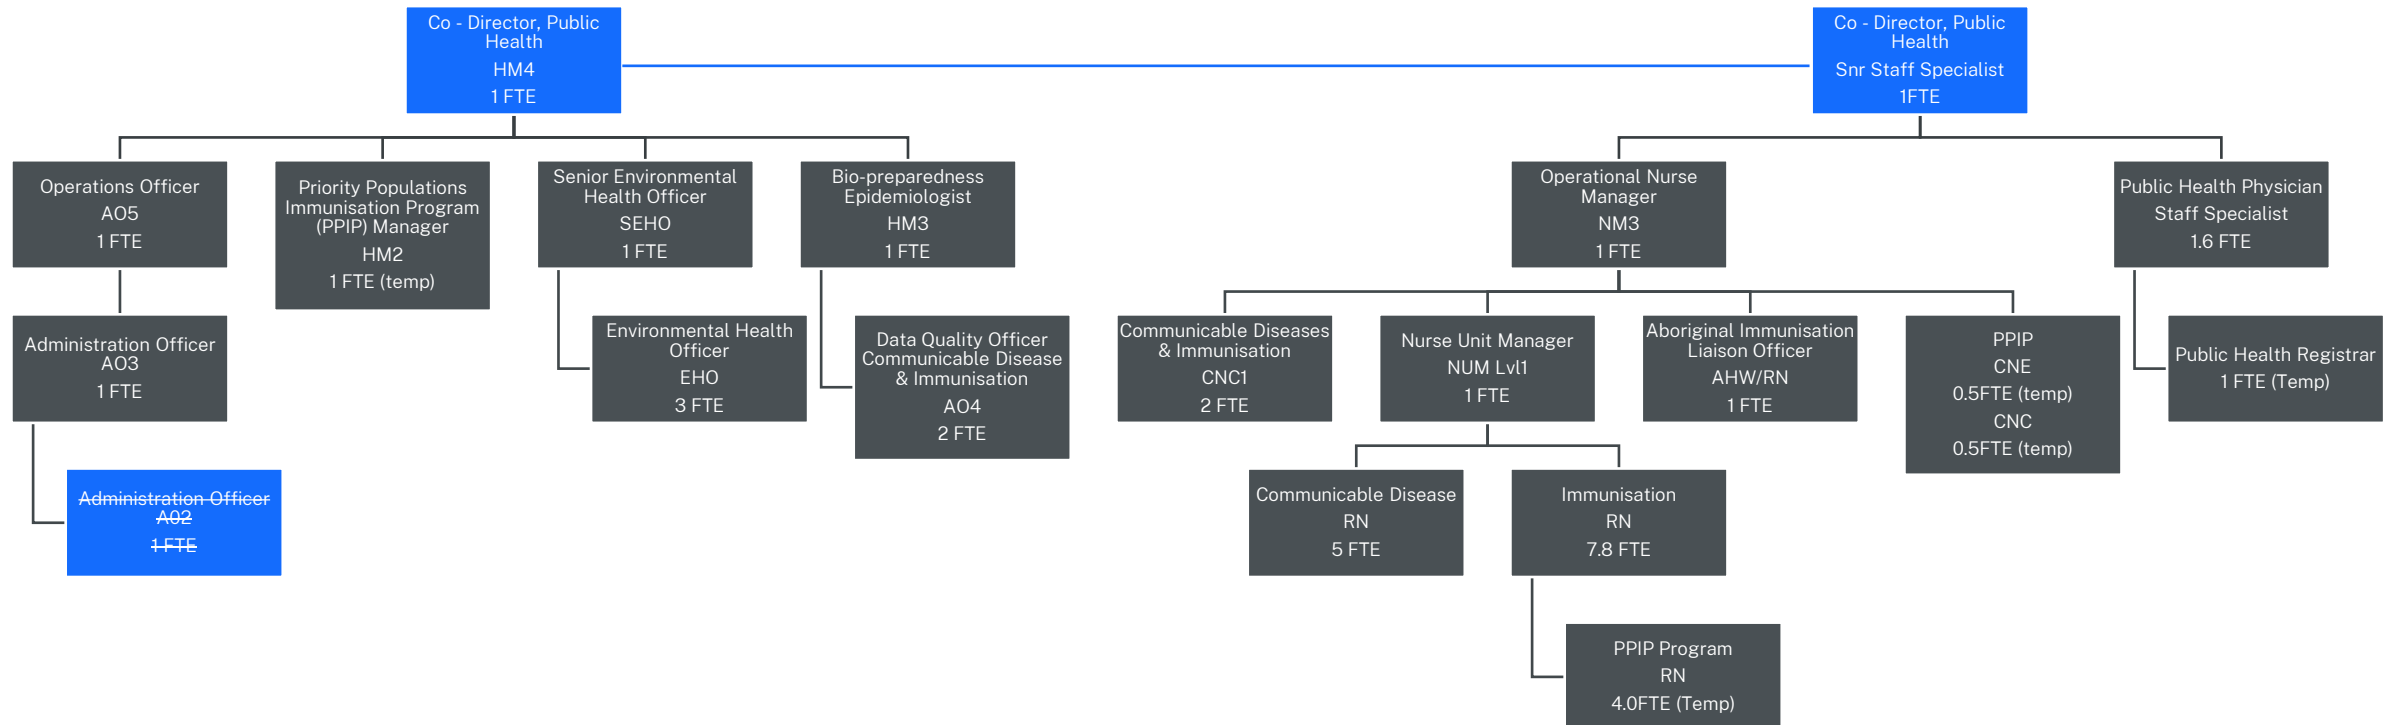 Co - Director, Public
Health
HM4
1 FTE
Co - Director, Public
Health
Snr Staff Specialist
1FTE
Operations Officer
AO5
1 FTE
Priority Populations
Immunisation Program
(PPIP) Manager
HM2
1 FTE (temp)
Senior Environmental
Health Officer
SEHO
1 FTE
Bio-preparedness
Epidemiologist
HM3
1 FTE
Operational Nurse
Manager
NM3
1 FTE
Public Health Physician
Staff Specialist
1.6 FTE
Administration Officer
AO3
1 FTE
Environmental Health
Officer
EHO
3 FTE
Data Quality Officer
Communicable Disease
& Immunisation
AO4
2 FTE
Communicable Diseases
& Immunisation
CNC1
2 FTE
Nurse Unit Manager
NUM Lvl1
1 FTE
Aboriginal Immunisation
Liaison Officer
AHW/RN
1 FTE
PPIP
CNE
0.5FTE (temp)
CNC
0.5FTE (temp)
Public Health Registrar
1 FTE (Temp)
Administration Officer
A02
1 FTE
Communicable Disease
RN
5 FTE
Immunisation
RN
7.8 FTE
PPIP Program
RN
4.0FTE (Temp)